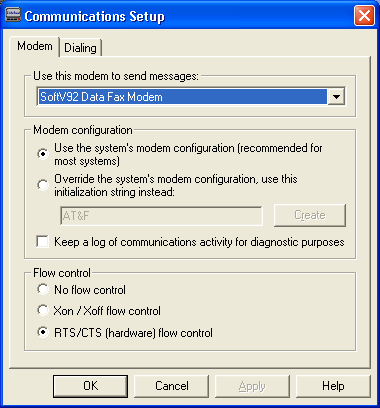 Communications Setup
Modem
Dialing
Use this modem to send messages:
SoftV92 Data Fax Modem
Modem configuration
Use the system's modem configuration (recommended for
most systems)
Override the system's modem configuration, use this
initialization string instead:
AT&F
Create
Keep a log of communications activity for diagnostic purposes
Flow control
No flow control
Xon / Xoff flow control
RTS/CTS (hardware) flow control
OK
Cancel
Apply
Help